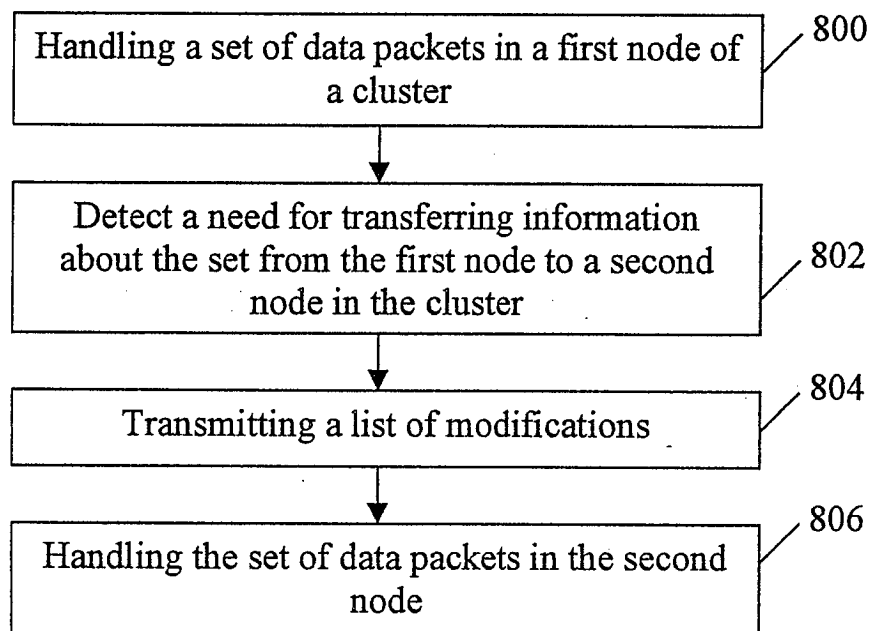 Handling a set of data packets in a first node of
a cluster
800
Detect a need for transferring information
about the set from the first node to a second
node in the cluster
802
Transmitting a list of modifications
804
Handling the set of data packets in the second
node
806